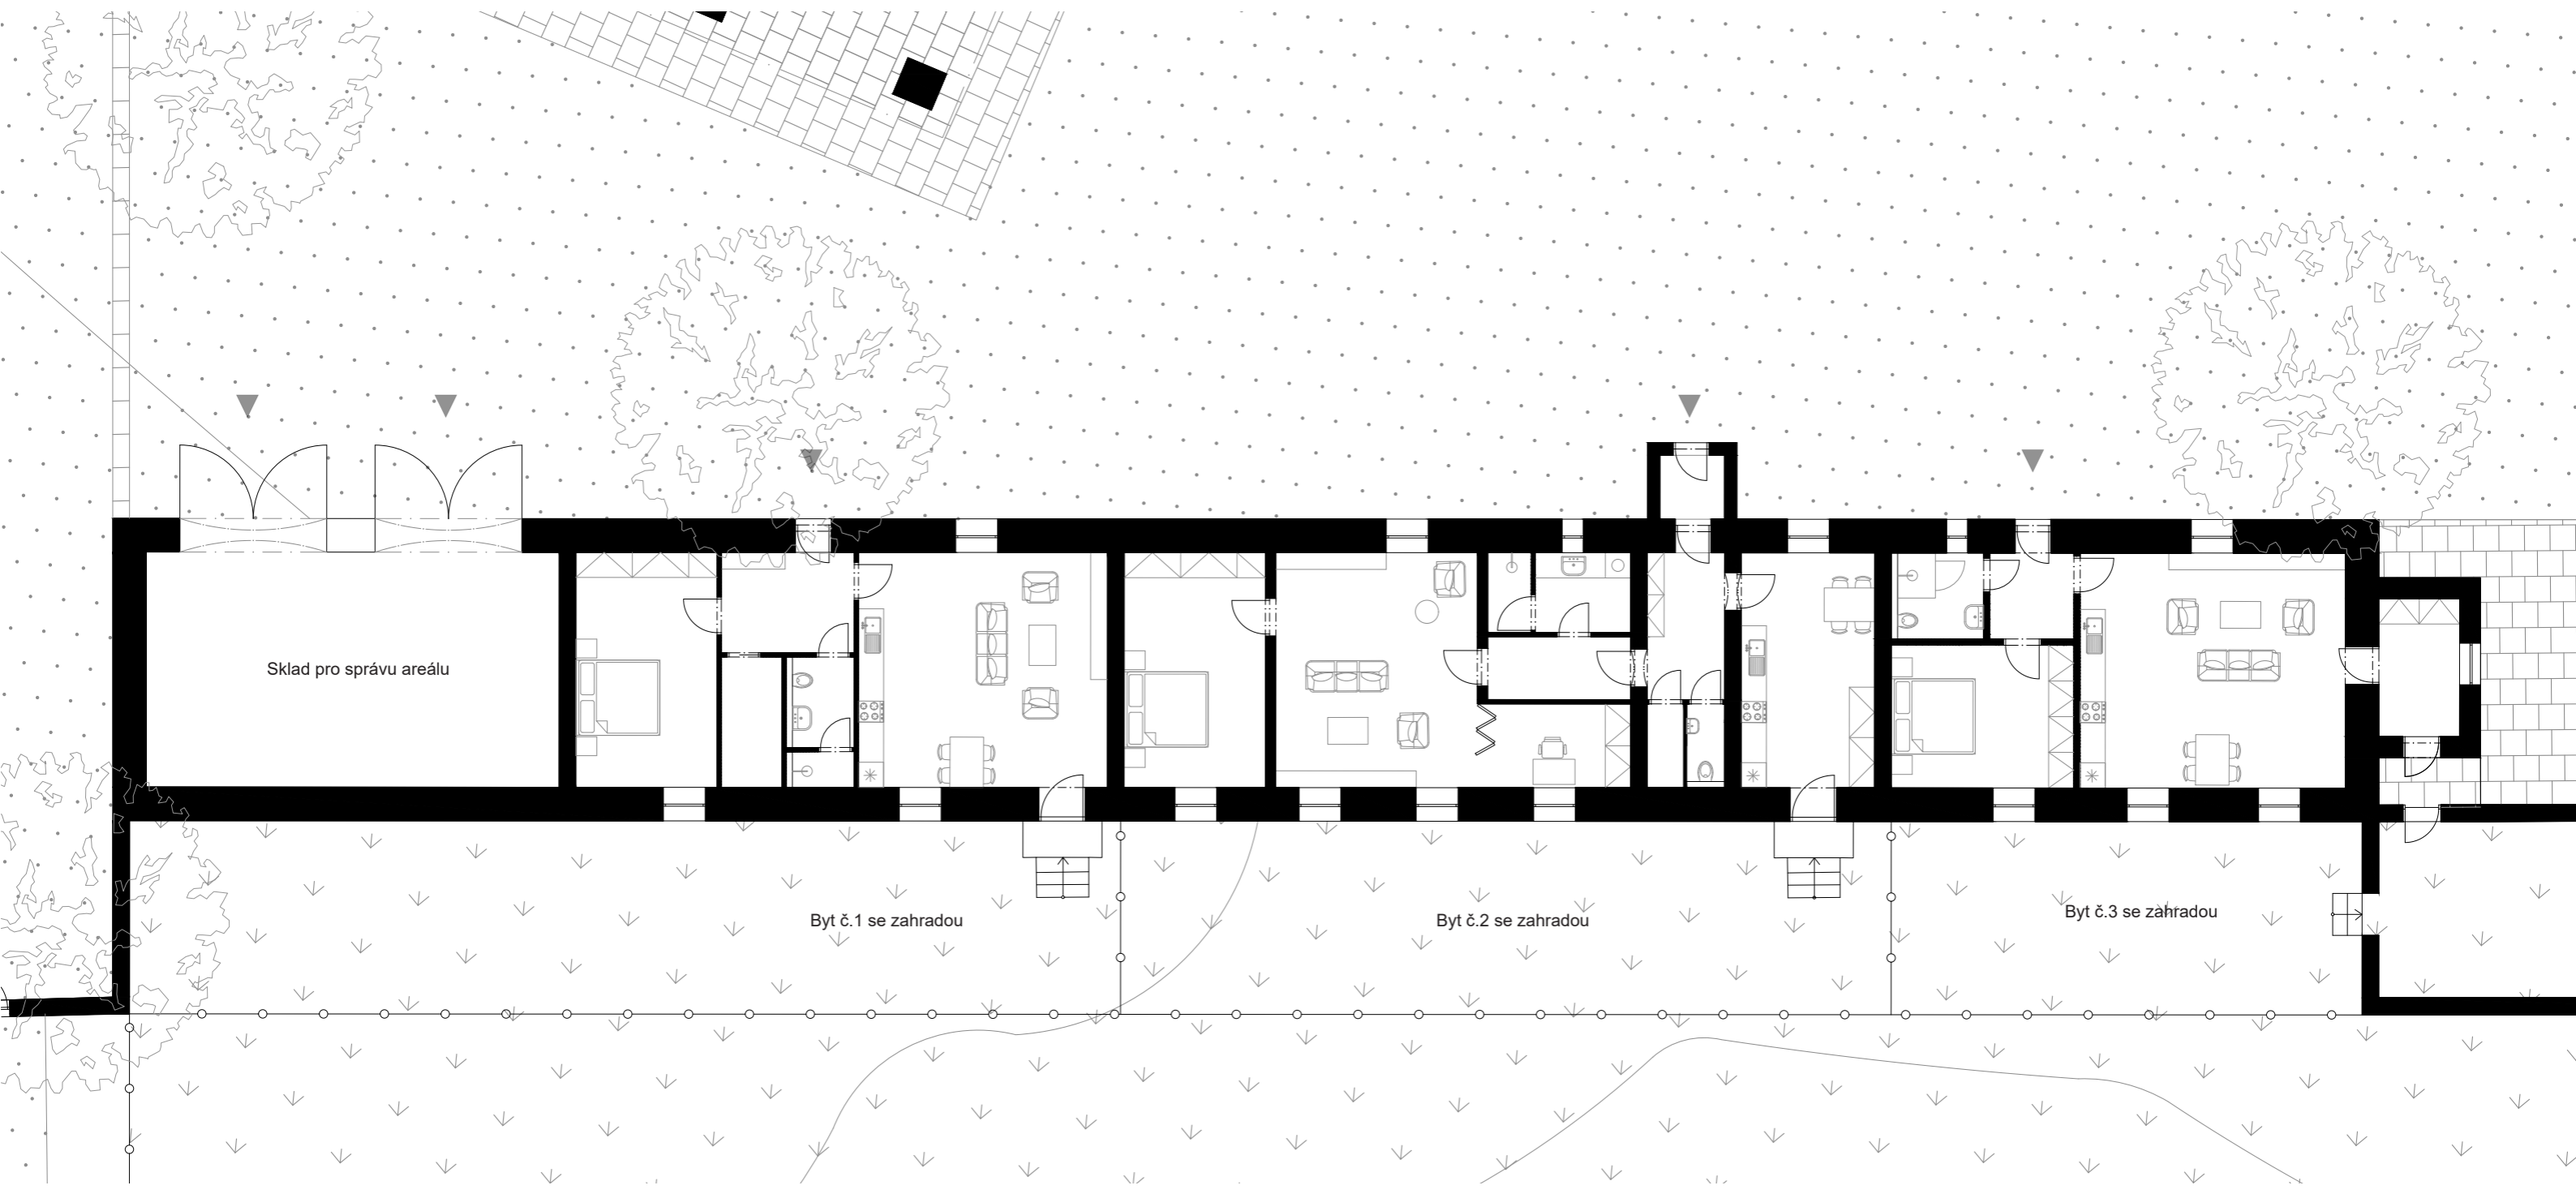 Sklad pro správu areálu
Byt č.1 se zahradou
Byt č.2 se zahradou
Byt č.3 se zahradou